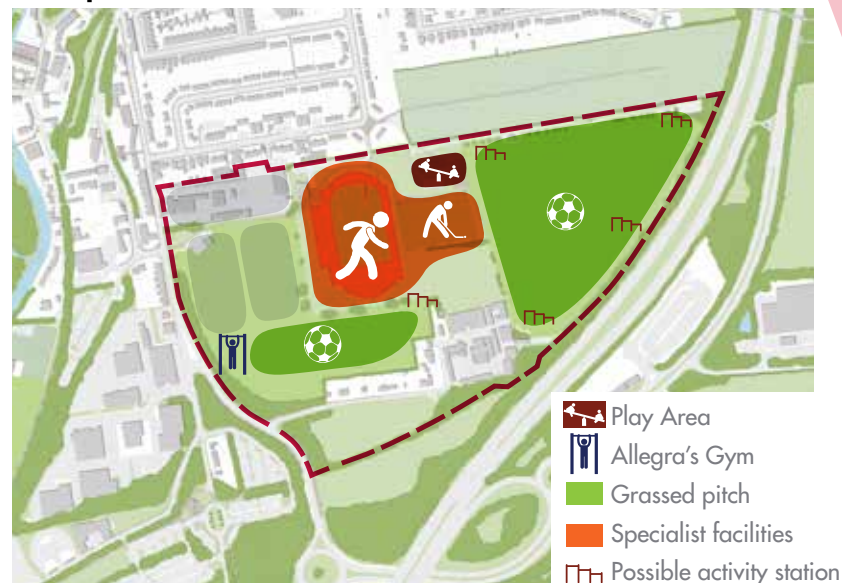 Play Area
Allegra's Gym
Grassed pitch
Specialist facilities
Possible activity station